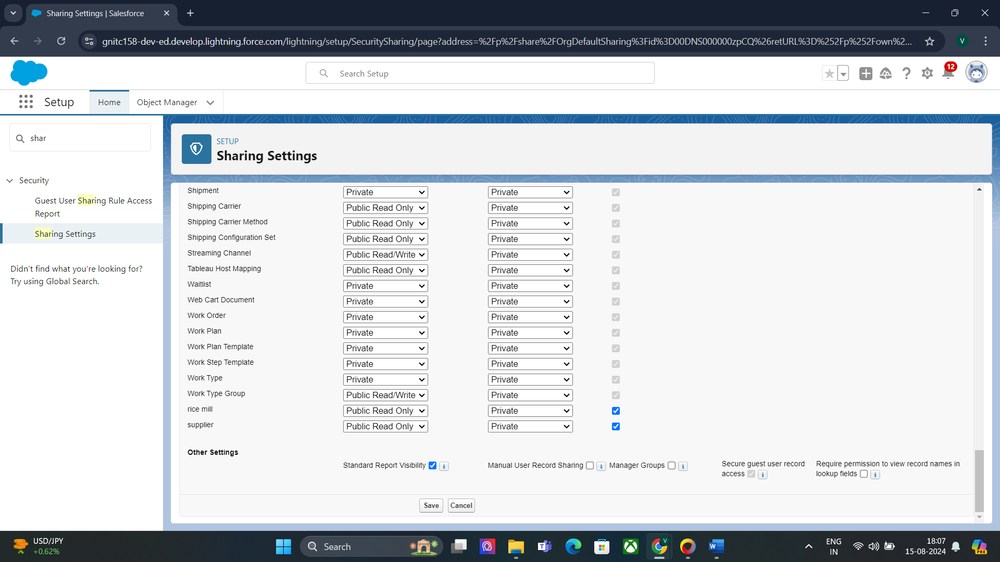 Sharing Settings | Salesforce
gnitc158-dev-ed.develop.lightning.force.com/lightning/setup/SecuritySharing/page?address=%2Fp%2Fshare%2FOrgDefaultSharing%3Fid%3D00DNS000000zpCQ%26retURL%3D%252Fp%252Fown%2...
V
Search Setup
12
Setup
Home
Object Manager
shar
Security
Guest User Sharing Rule Access
Report
Sharing Settings
Didn't find what you're looking for?
Try using Global Search.
SETUP
Sharing Settings
Shipment Private Private
Shipping Carrier Public Read Only Private
Shipping Carrier Method Public Read Only Private
Shipping Configuration Set Public Read Only Private
Streaming Channel Public Read/Write Private
Tableau Host Mapping Public Read Only Private
Waitlist Private Private
Web Cart Document Private Private
Work Order Private Private
Work Plan Private Private
Work Plan Template Private Private
Work Step Template Private Private
Work Type Private Private
Work Type Group Public Read/Write Private
rice mill Public Read Only Private
supplier Public Read Only Private
Other Settings
Standard Report Visibility
Manual User Record Sharing
Manager Groups
Secure guest user record
access
Require permission to view record names in
lookup fields
Save Cancel
USD/JPY
+0.62%
Search
ENG
IN
18:07
15-08-2024
PRE